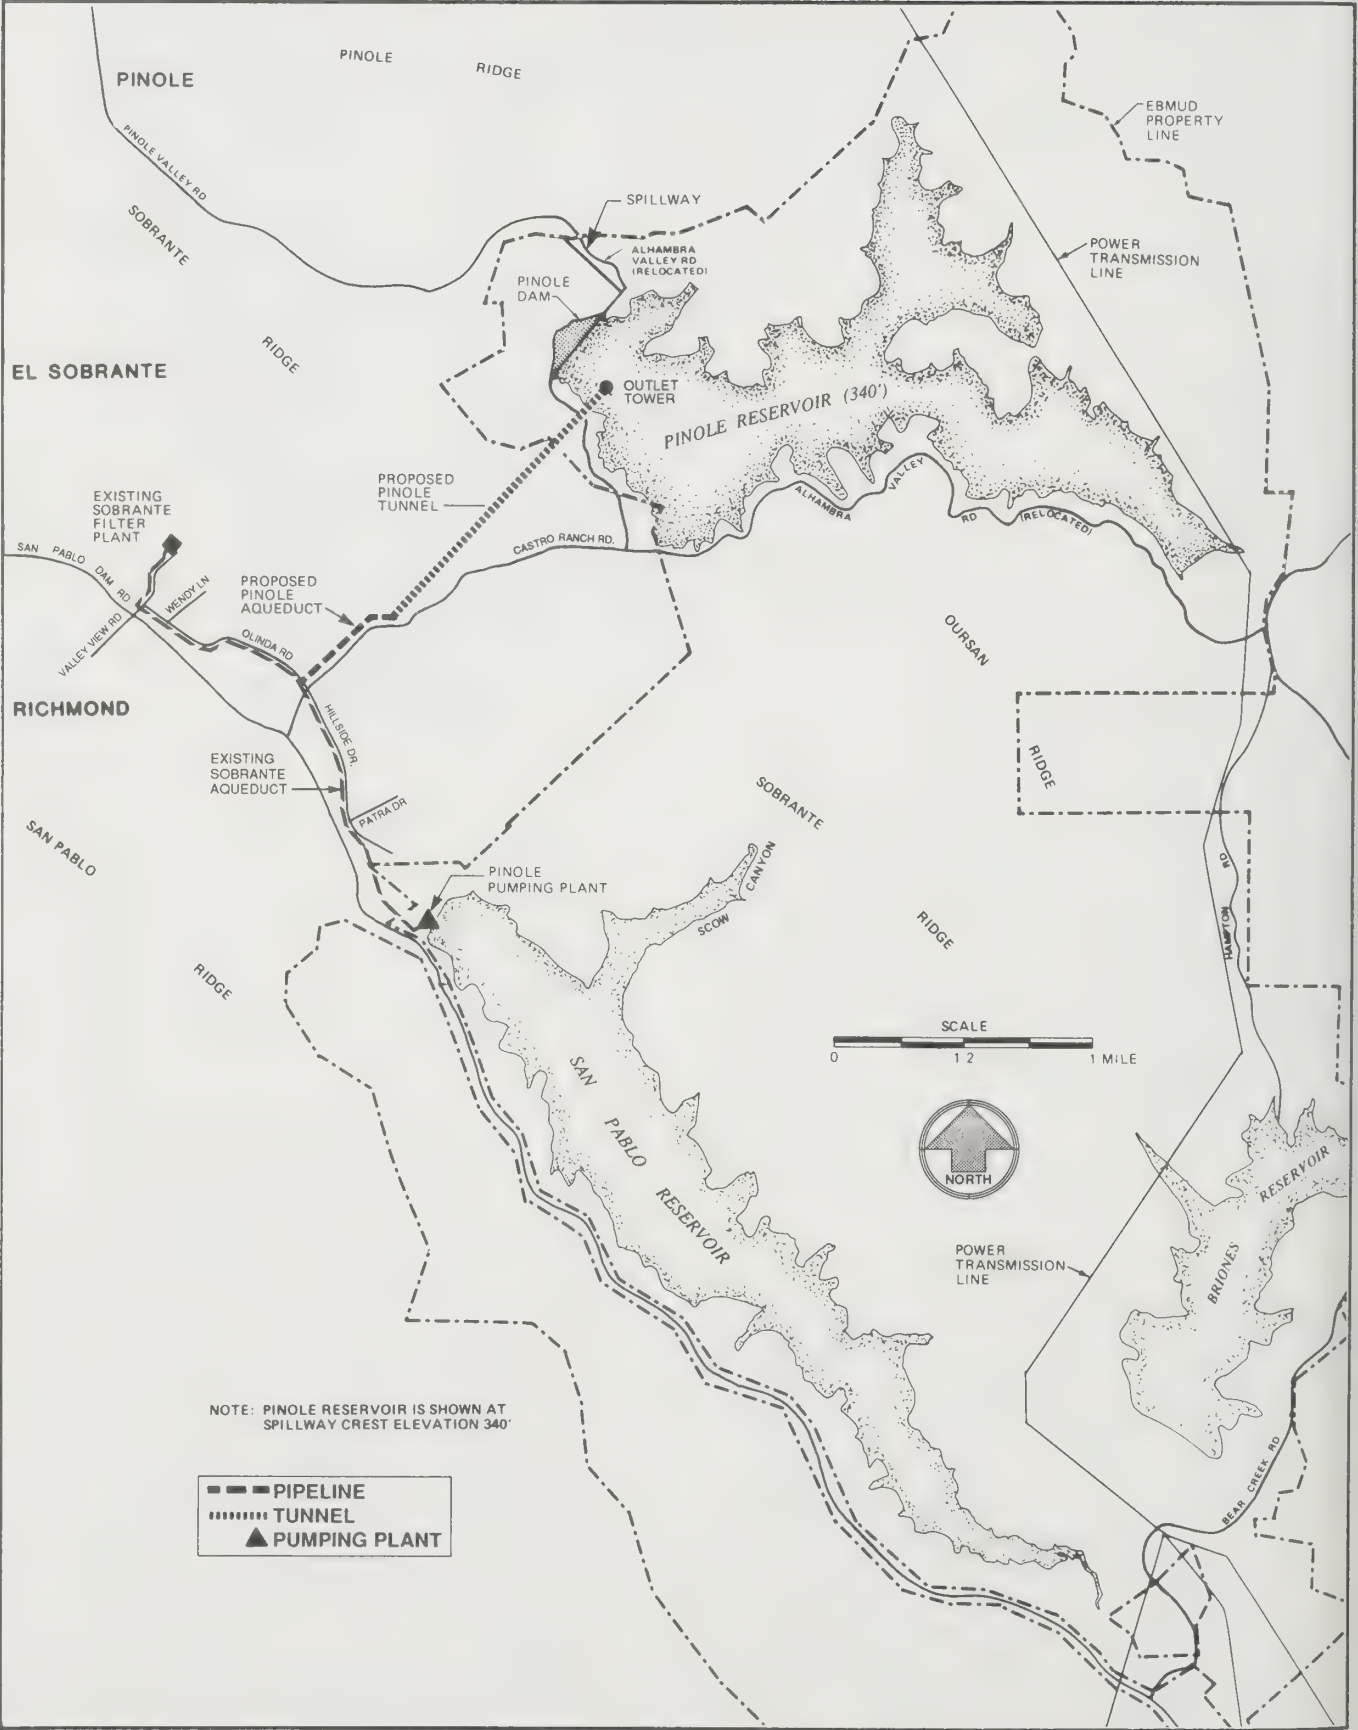 PINOLE RIDGE
PINOLE
EBMUD
PROPERTY
LINE
PINOLE VALLEY RD
SPILLWAY
SOBRANTE
ALHAMBRA
VALLEY RD
(RELOCATED)
POWER
TRANSMISSION
LINE
PINOLE
DAM
RIDGE
EL SOBRANTE
OUTLET
TOWER
PINOLE RESERVOIR (340')
PROPOSED
PINOLE
TUNNEL
EXISTING
SOBRANTE
FILTER
PLANT
ALHAMBRA VALLEY RD (RELOCATED)
CASTRO RANCH RD.
SAN PABLO DAM RD
PROPOSED
PINOLE
AQUEDUCT
WENDY LN
VALLEY VIEW RD
OLINDA RD
OURSAN
RICHMOND
HILLSIDE DR.
RIDGE
EXISTING
SOBRANTE
AQUEDUCT
SOBRANTE
PATRA DR
SAN PABLO
PINOLE
PUMPING PLANT
CANYON
SCOW
HAMPTON RD
RIDGE
RIDGE
SCALE
0 1 2 1 MILE
SAN
PABLO
RESERVOIR
NORTH
RESERVOIR
BRIONES
POWER
TRANSMISSION
LINE
NOTE: PINOLE RESERVOIR IS SHOWN AT
SPILLWAY CREST ELEVATION 340'
BEAR CREEK RD
PIPELINE
TUNNEL
PUMPING PLANT